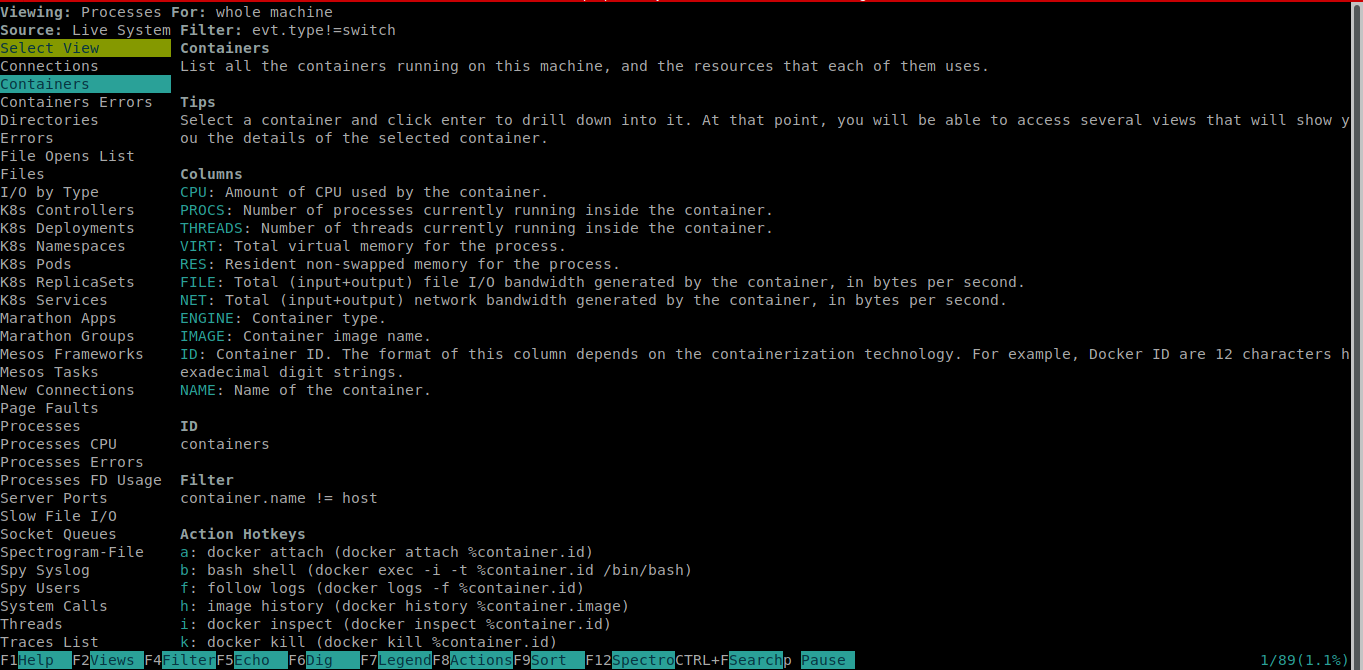 Viewing: Processes For: whole machine
Source: Live System Filter: evt.type!=switch
Select View
Connections
Containers
Containers Errors
Directories
Errors
File Opens List
Files
I/O by Type
K8s Controllers
K8s Deployments
K8s Namespaces
K8s Pods
K8s ReplicaSets
K8s Services
Marathon Apps
Marathon Groups
Mesos Frameworks
Mesos Tasks
New Connections
Page Faults
Processes
Processes CPU
Processes Errors
Processes FD Usage
Server Ports
Slow File I/O
Socket Queues
Spectrogram-File
Spy Syslog
Spy Users
System Calls
Threads
Traces List
Containers
List all the containers running on this machine, and the resources that each of them uses.
Tips
Select a container and click enter to drill down into it. At that point, you will be able to access several views that will show y
ou the details of the selected container.
Columns
CPU: Amount of CPU used by the container.
PROCS: Number of processes currently running inside the container.
THREADS: Number of threads currently running inside the container.
VIRT: Total virtual memory for the process.
RES: Resident non-swapped memory for the process.
FILE: Total (input+output) file I/O bandwidth generated by the container, in bytes per second.
NET: Total (input+output) network bandwidth generated by the container, in bytes per second.
ENGINE: Container type.
IMAGE: Container image name.
ID: Container ID. The format of this column depends on the containerization technology. For example, Docker ID are 12 characters h
exadecimal digit strings.
NAME: Name of the container.
ID
containers
Filter
container.name != host
Action Hotkeys
a: docker attach (docker attach %container.id)
b: bash shell (docker exec -i -t %container.id /bin/bash)
f: follow logs (docker logs -f %container.id)
h: image history (docker history %container.image)
i: docker inspect (docker inspect %container.id)
k: docker kill (docker kill %container.id)
F1Help F2Views F4FilterF5Echo F6Dig F7LegendF8ActionsF9Sort F12SpectroCTRL+FSearchp Pause 1/89(1.1%)